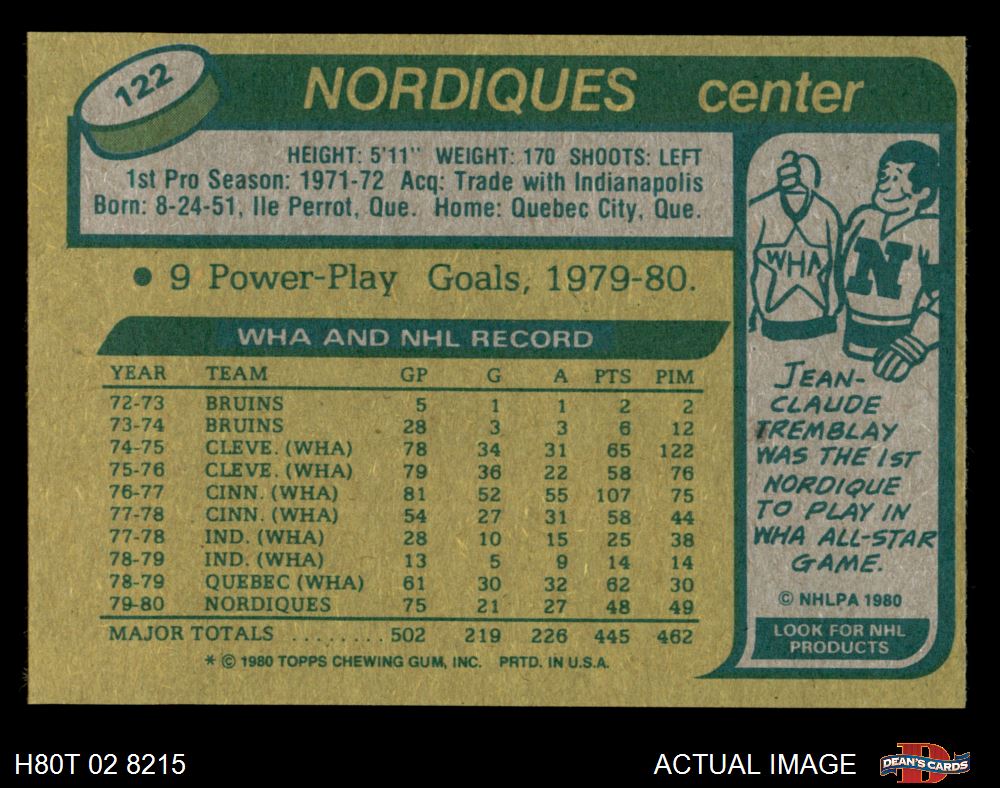 122
NORDIQUES center
HEIGHT: 5'11" WEIGHT: 170 SHOOTS: LEFT
1st Pro Season: 1971-72 Acq: Trade with Indianapolis
Born: 8-24-51, Ile Perrot, Que. Home: Quebec City, Que.
• 9 Power-Play Goals, 1979-80.
WHA AND NHL RECORD
YEAR TEAM GP G A PTS PIM
72-73 BRUINS 5 1 1 2 2
73-74 BRUINS 28 3 3 6 12
74-75 CLEVE. (WHA) 78 34 31 65 122
75-76 CLEVE. (WHA) 79 36 22 58 76
76-77 CINN. (WHA) 81 52 55 107 75
77-78 CINN. (WHA) 54 27 31 58 44
77-78 IND. (WHA) 28 10 15 25 38
78-79 IND. (WHA) 13 5 9 14 14
78-79 QUEBEC (WHA) 61 30 32 62 30
79-80 NORDIQUES 75 21 27 48 49
MAJOR TOTALS ........ 502 219 226 445 462
* © 1980 TOPPS CHEWING GUM, INC. PRTD. IN U.S.A.
WHA
N
JEAN-
CLAUDE
TREMBLAY
WAS THE 1ST
NORDIQUE
TO PLAY IN
WHA ALL-STAR
GAME.
© NHLPA 1980
LOOK FOR NHL
PRODUCTS
H80T 02 8215
ACTUAL IMAGE
D
DEAN'S CARDS